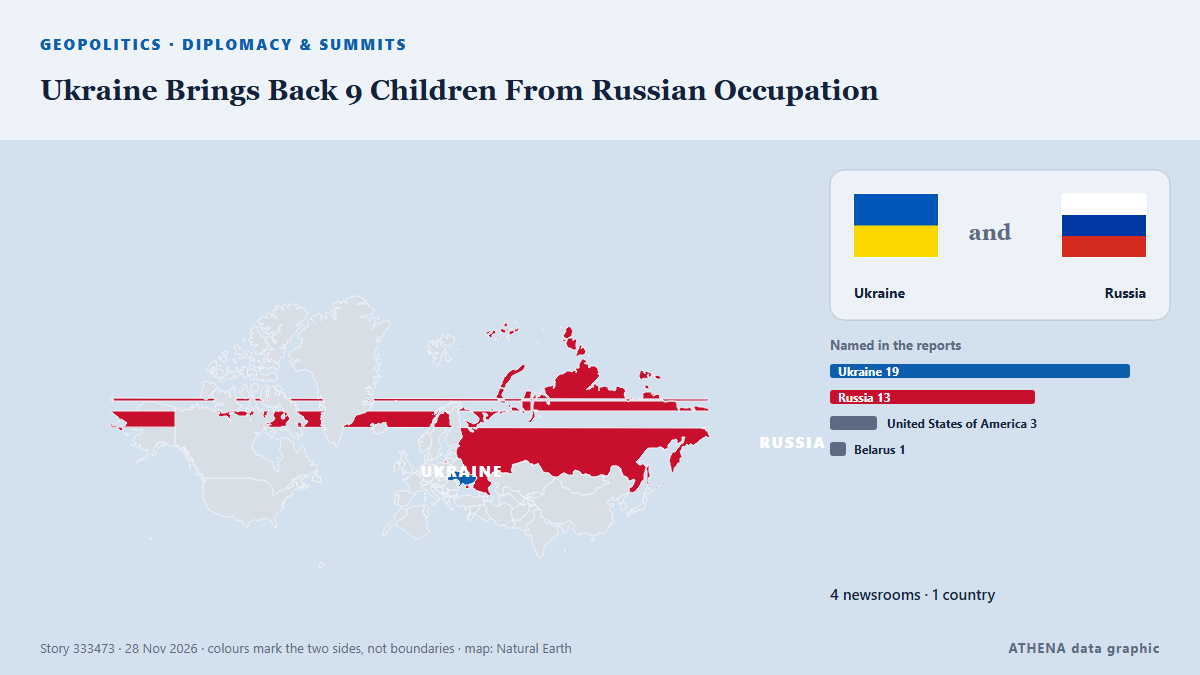 GEOPOLITICS · DIPLOMACY & SUMMITS
Ukraine Brings Back 9 Children From Russian Occupation
and
Ukraine
Russia
Named in the reports
Ukraine 19
Russia 13
United States of America 3
Belarus 1
RUSSIA
UKRAINE
4 newsrooms · 1 country
Story 333473 · 28 Nov 2026 · colours mark the two sides, not boundaries · map: Natural Earth
ATHENA data graphic